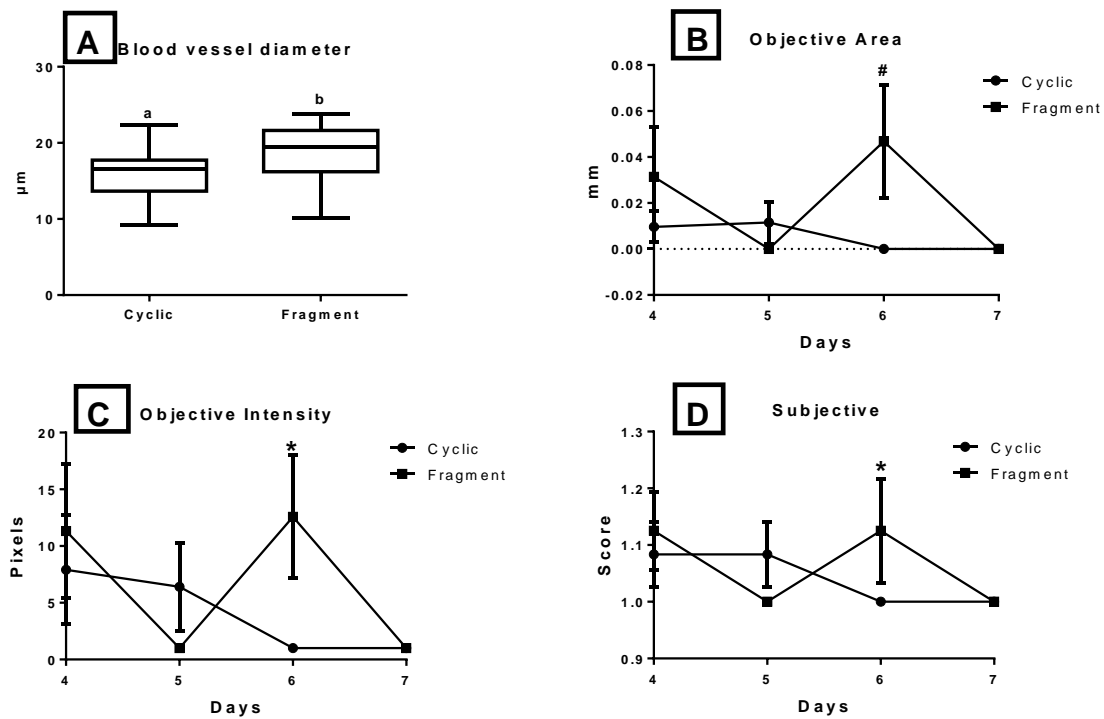 A
Blood vessel diameter
30
20
10
0
µm
a
b
Cyclic
Fragment
B
Objective Area
0.08
0.06
0.04
0.02
0.00
-0.02
mm
#
4
5
6
7
Days
Cyclic
Fragment
C
Objective Intensity
20
15
10
5
0
Pixels
*
4
5
6
7
Days
Cyclic
Fragment
D
Subjective
1.3
1.2
1.1
1.0
0.9
Score
*
4
5
6
7
Days
Cyclic
Fragment